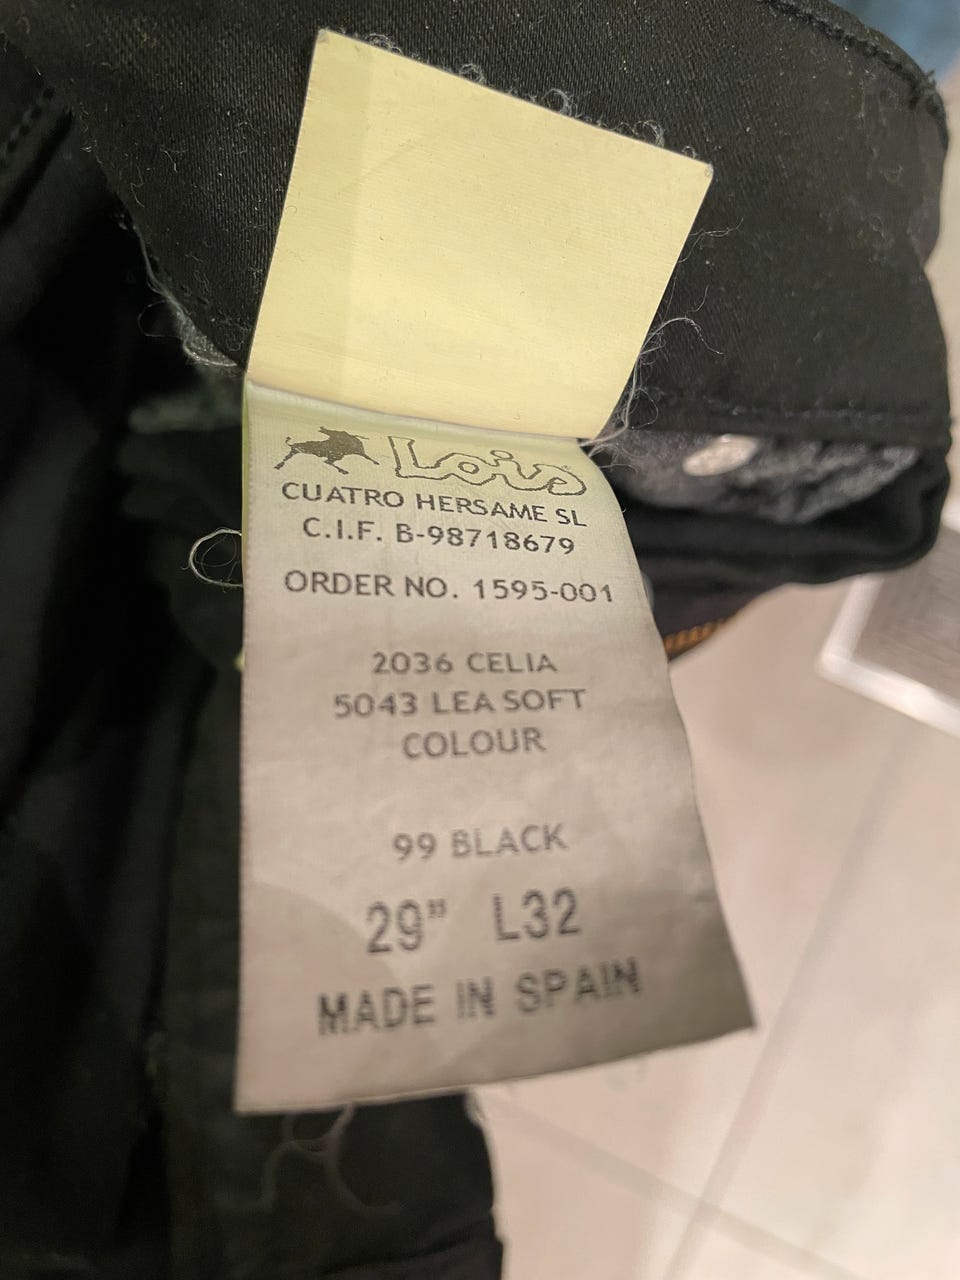 Lois
CUATRO HERSAME SL
C.I.F. B-98718679
ORDER NO. 1595-001
2036 CELIA
5043 LEA SOFT
COLOUR
99 BLACK
29" L32
MADE IN SPAIN